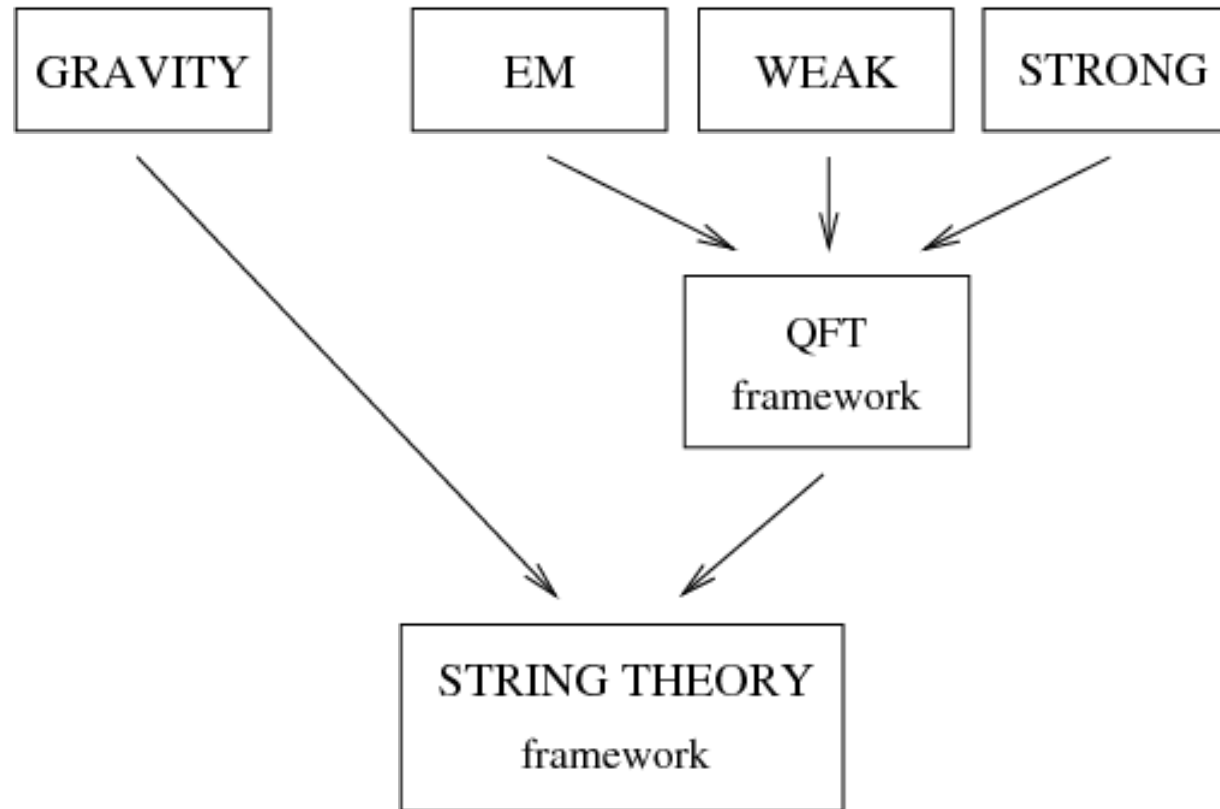 GRAVITY
EM
WEAK
STRONG
QFT
framework
STRING THEORY
framework